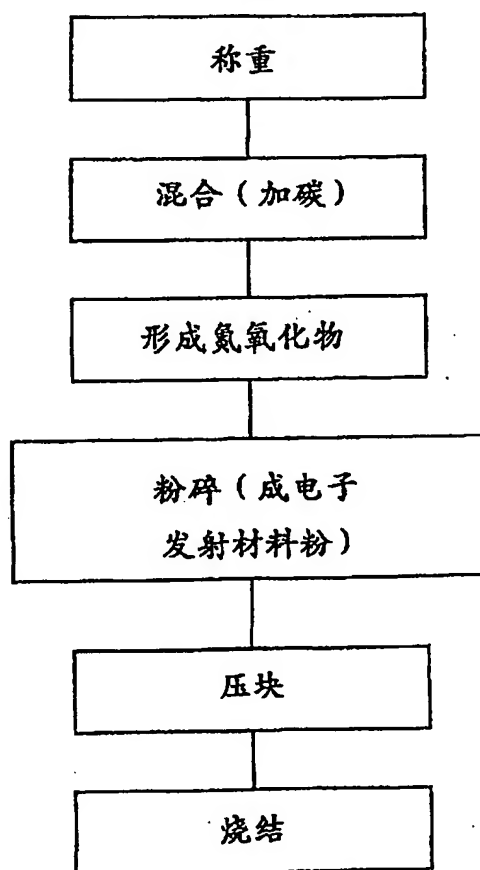 称重
混合(加碳)
形成氮氧化物
粉碎(成电子
发射材料粉)
压块
烧结